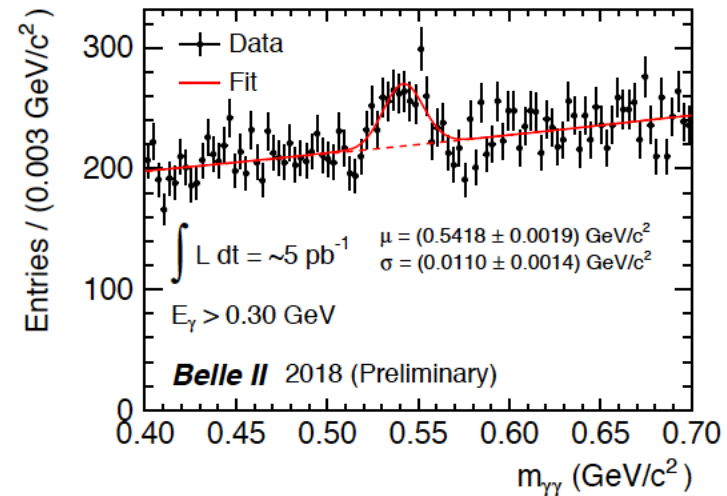 Entries / (0.003 GeV/c²)
300
200
100
0
Data
Fit
∫ L dt = ~5 pb⁻¹
μ = (0.5418 ± 0.0019) GeV/c²
σ = (0.0110 ± 0.0014) GeV/c²
E_γ > 0.30 GeV
Belle II 2018 (Preliminary)
0.40 0.45 0.50 0.55 0.60 0.65 0.70
m_γγ (GeV/c²)